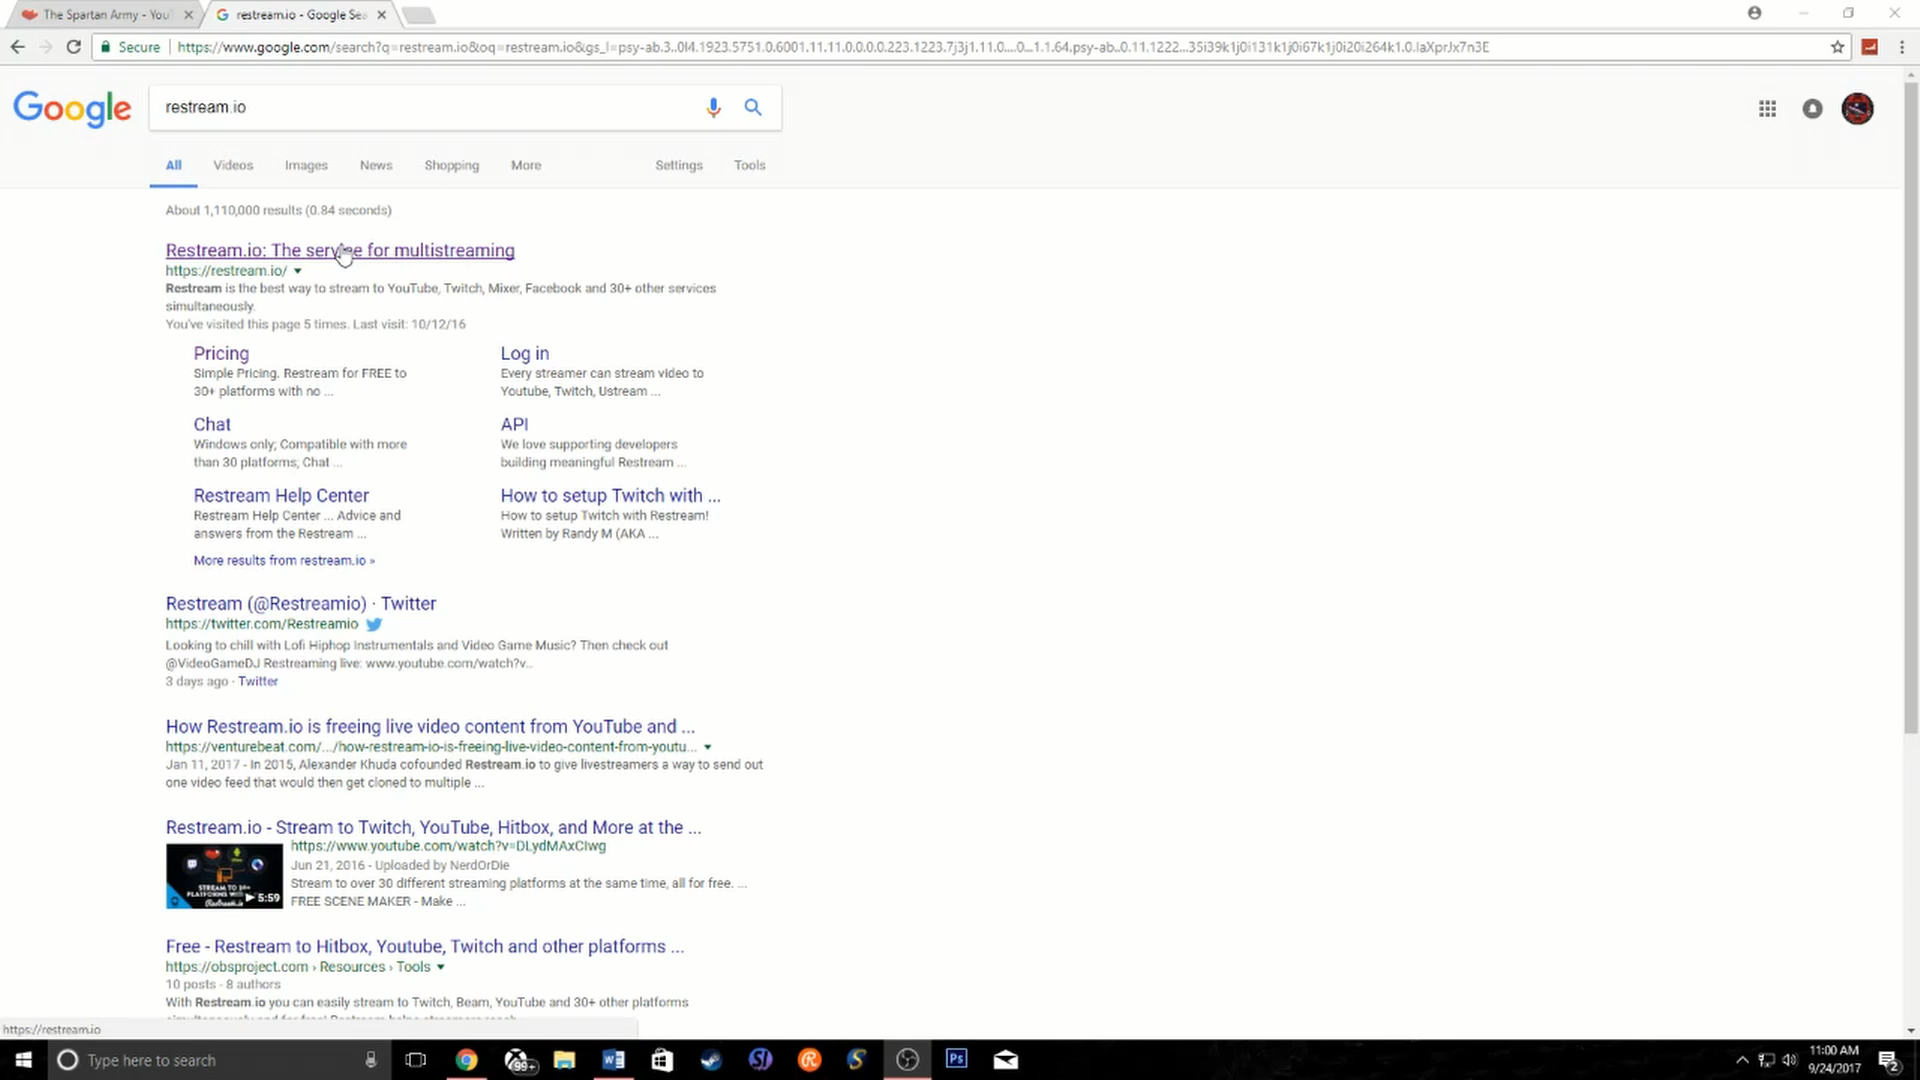 The Spartan Army - You
restream.io - Google Sea
Secure
https://www.google.com/search?q=restream.io&oq=restream.io&gs_l=psy-ab.3..0l4.1923.5751.0.6001.11.11.0.0.0.0.223.1223.7j3j1.11.0....0...1.1.64.psy-ab..0.11.1222...35i39k1j0i131k1j0i67k1j0i20i264k1.0.IaXprJx7n3E
Google
restream.io
All
Videos
Images
News
Shopping
More
Settings
Tools
About 1,110,000 results (0.84 seconds)
Restream.io: The service for multistreaming
https://restream.io/
Restream is the best way to stream to YouTube, Twitch, Mixer, Facebook and 30+ other services
simultaneously.
You've visited this page 5 times. Last visit: 10/12/16
Pricing
Simple Pricing. Restream for FREE to
30+ platforms with no ...
Log in
Every streamer can stream video to
Youtube, Twitch, Ustream ...
Chat
Windows only; Compatible with more
than 30 platforms; Chat ...
API
We love supporting developers
building meaningful Restream ...
Restream Help Center
Restream Help Center ... Advice and
answers from the Restream ...
How to setup Twitch with ...
How to setup Twitch with Restream!
Written by Randy M (AKA ...
More results from restream.io »
Restream (@Restreamio) · Twitter
https://twitter.com/Restreamio
Looking to chill with Lofi Hiphop Instrumentals and Video Game Music? Then check out
@VideoGameDJ Restreaming live: www.youtube.com/watch?v...
3 days ago · Twitter
How Restream.io is freeing live video content from YouTube and ...
https://venturebeat.com/.../how-restream-io-is-freeing-live-video-content-from-youtu...
Jan 11, 2017 - In 2015, Alexander Khuda cofounded Restream.io to give livestreamers a way to send out
one video feed that would then get cloned to multiple ...
Restream.io - Stream to Twitch, YouTube, Hitbox, and More at the ...
STREAM TO 30+
PLATFORMS WITH
Restream.io
5:59
https://www.youtube.com/watch?v=DLydMAxCIwg
Jun 21, 2016 - Uploaded by NerdOrDie
Stream to over 30 different streaming platforms at the same time, all for free. ...
FREE SCENE MAKER - Make ...
Free - Restream to Hitbox, Youtube, Twitch and other platforms ...
https://obsproject.com › Resources › Tools
10 posts - 8 authors
With Restream.io you can easily stream to Twitch, Beam, YouTube and 30+ other platforms
https://restream.io
Type here to search
99+
Ps
11:00 AM
9/24/2017
2